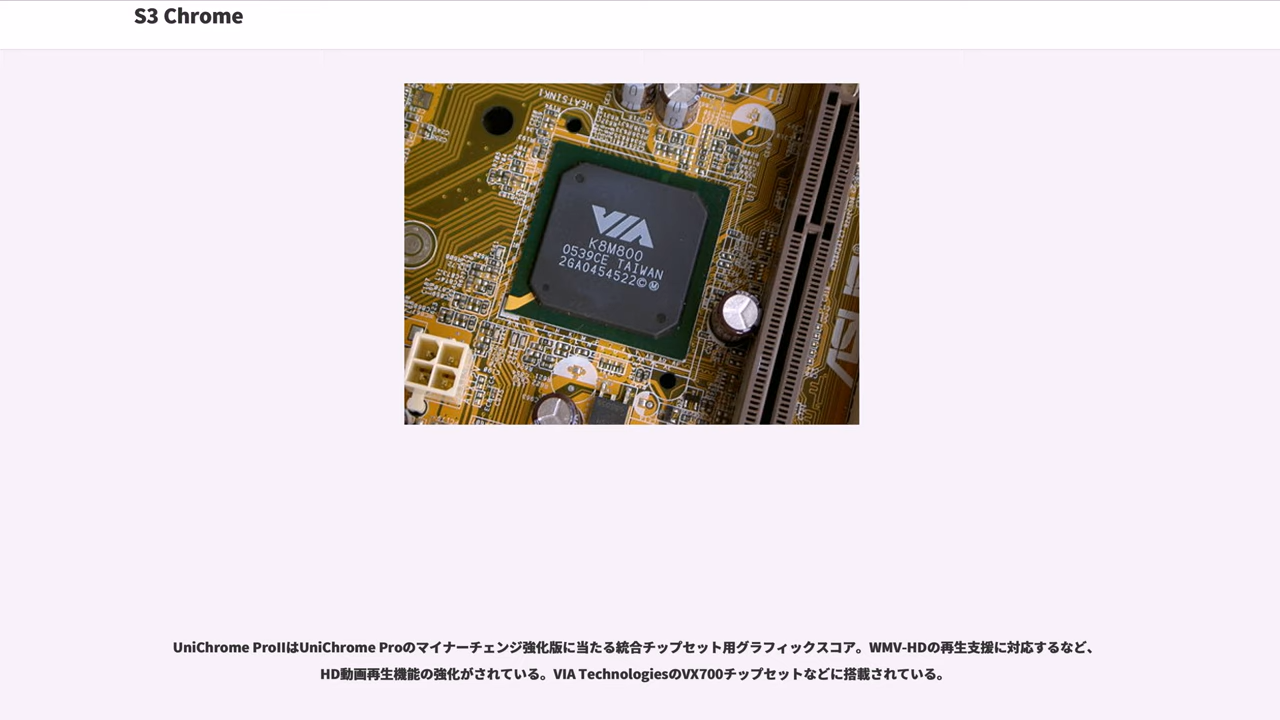 S3 Chrome
HEATSINK1
VIA
K8M800
0539CE TAIWAN
2GA0454522©Ⓜ
UniChrome ProIIはUniChrome Proのマイナーチェンジ強化版に当たる統合チップセット用グラフィックスコア。WMV-HDの再生支援に対応するなど、
HD動画再生機能の強化がされている。VIA TechnologiesのVX700チップセットなどに搭載されている。